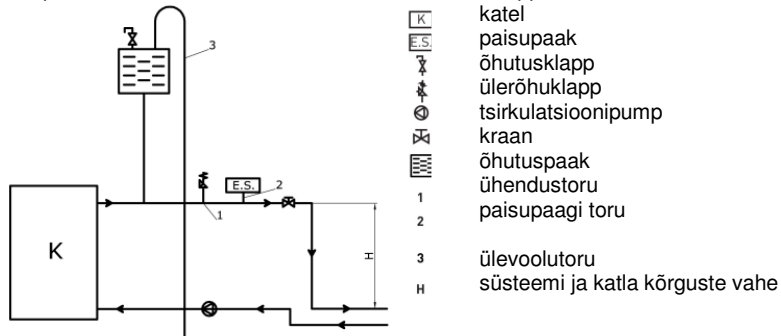 3
E.S.
2
1
K
H
K katel
E.S. paisupaak
õhutusklapp
ülerõhuklapp
tsirkulatsioonipump
kraan
õhutuspaak
1 ühendustoru
2 paisupaagi toru
3 ülevoolutoru
H süsteemi ja katla kõrguste vahe